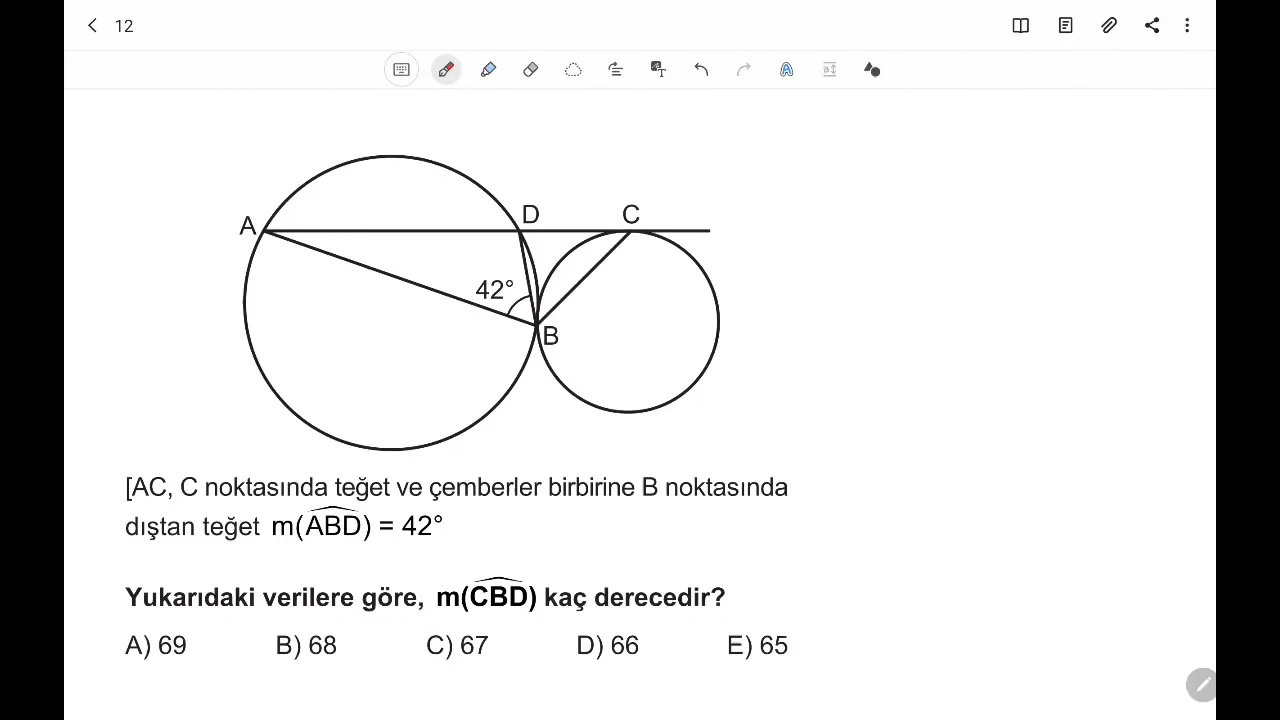 12
A
D
C
42°
B
[AC, C noktasında teğet ve çemberler birbirine B noktasında
dıştan teğet m(ABD) = 42°
Yukarıdaki verilere göre, m(CBD) kaç derecedir?
A) 69 B) 68 C) 67 D) 66 E) 65